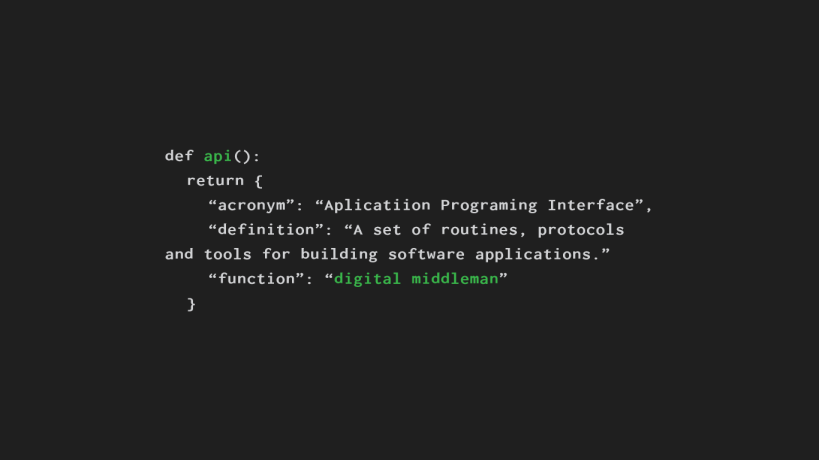 def api():
return {
“acronym”: “Aplicatiion Programing Interface”,
“definition”: “A set of routines, protocols
and tools for building software applications.”
“function”: “digital middleman”
}